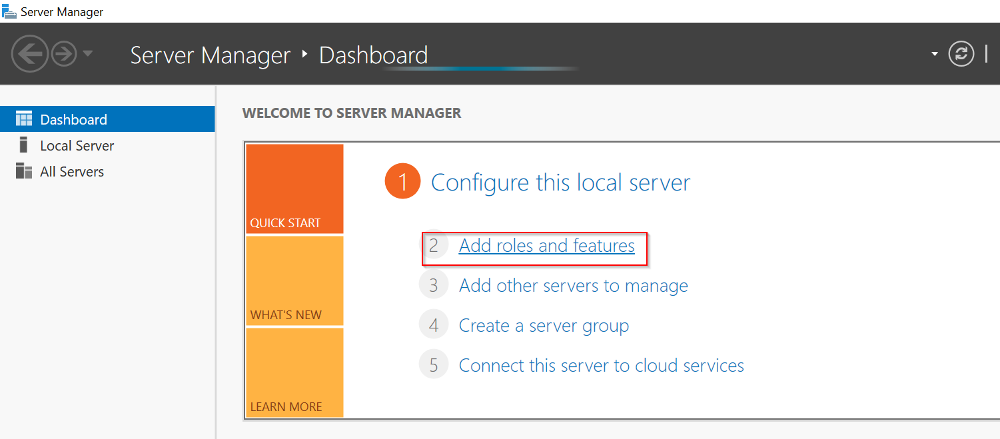 Server Manager
Server Manager ‣ Dashboard
Dashboard
Local Server
All Servers
WELCOME TO SERVER MANAGER
QUICK START
WHAT'S NEW
LEARN MORE
1 Configure this local server
2 Add roles and features
3 Add other servers to manage
4 Create a server group
5 Connect this server to cloud services